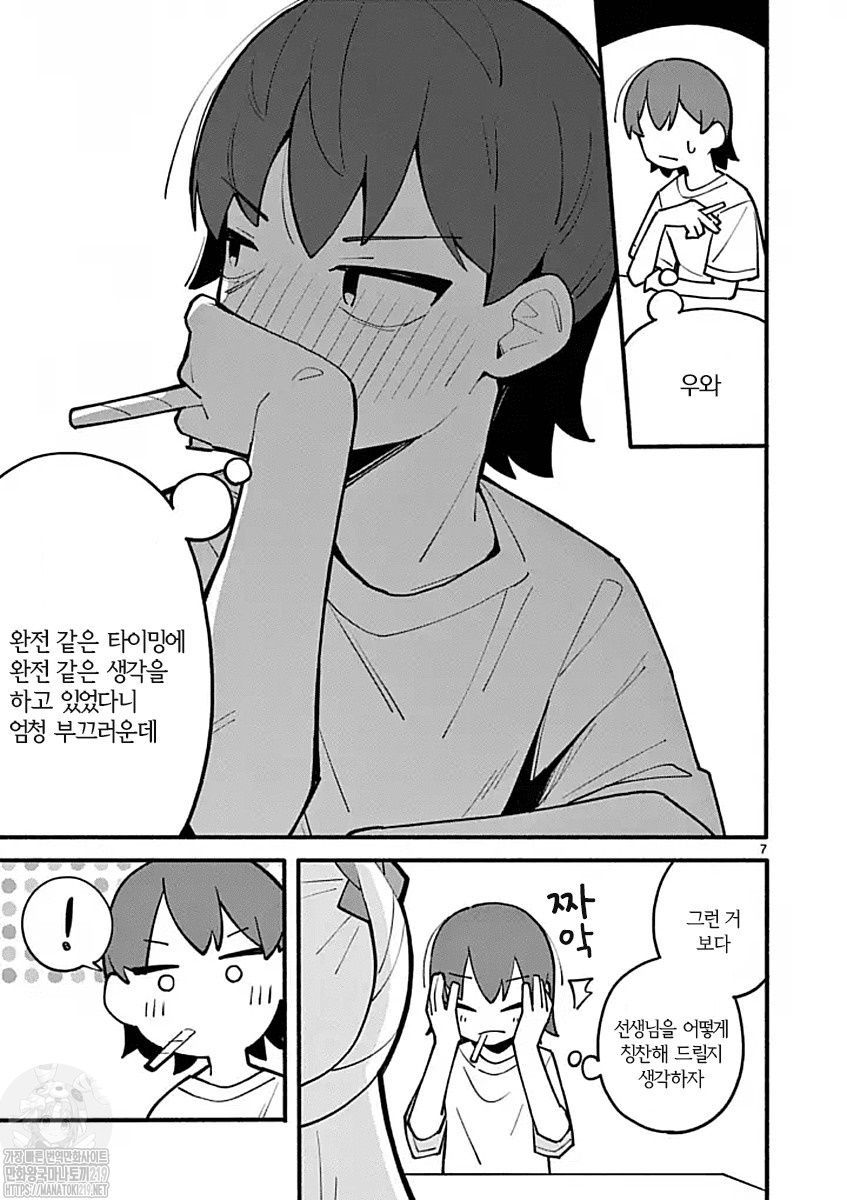 우와
완전 같은 타이밍에
완전 같은 생각을
하고 있었다니
엄청 부끄러운데
7
그런 거
보다
선생님을 어떻게
칭찬해 드릴지
생각하자
짜
악
!
가장 빠른 번역만화사이트
만화왕국마나토끼219
HTTPS://MANATOKI219.NET